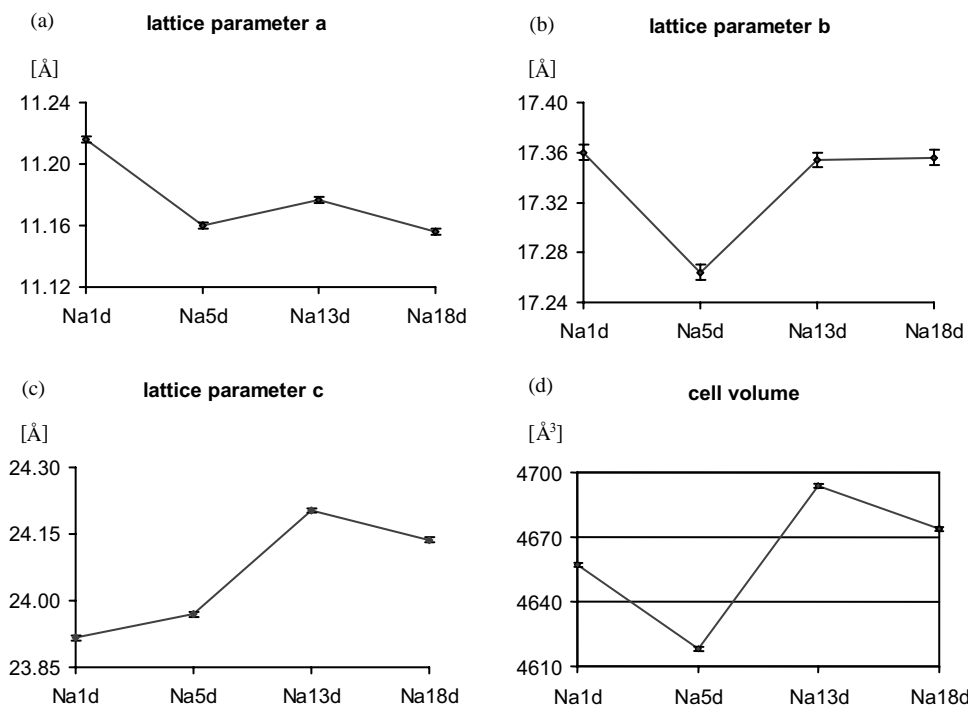 (a) lattice parameter a
[Å]
11.24
11.20
11.16
11.12
Na1d Na5d Na13d Na18d
(b) lattice parameter b
[Å]
17.40
17.36
17.32
17.28
17.24
Na1d Na5d Na13d Na18d
(c) lattice parameter c
[Å]
24.30
24.15
24.00
23.85
Na1d Na5d Na13d Na18d
(d) cell volume
[Å³]
4700
4670
4640
4610
Na1d Na5d Na13d Na18d